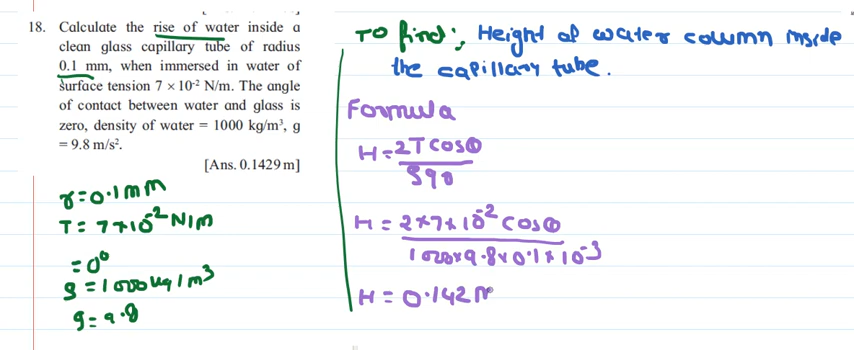 18. Calculate the rise of water inside a
clean glass capillary tube of radius
0.1 mm, when immersed in water of
surface tension 7 × 10⁻² N/m. The angle
of contact between water and glass is
zero, density of water = 1000 kg/m³, g
= 9.8 m/s².
[Ans. 0.1429 m]
r = 0.1 mm
T = 7×10⁻² N/m
= 0°
ρ = 1000 kg/m³
g = 9.8
To find:, Height of water column inside
the capillary tube.
Formula
H = 2T cosθ
ρgr
H = 2×7×10⁻² cosθ
1000×9.8×0.1×10⁻³
H = 0.142 m